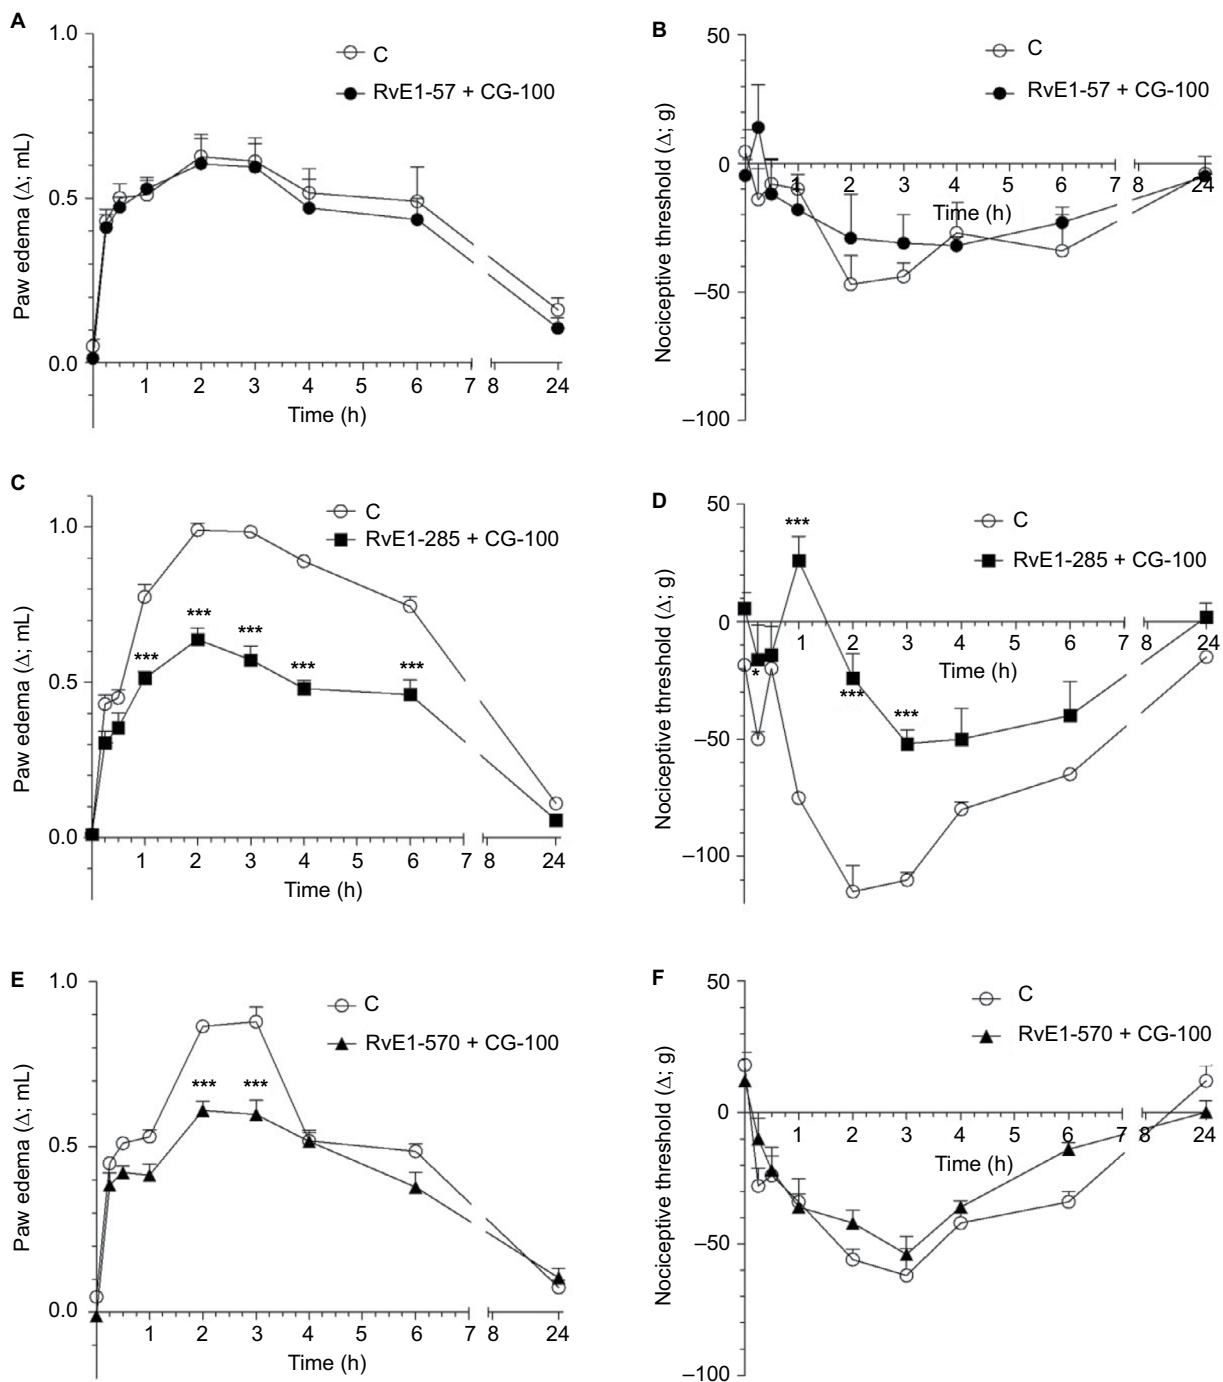 A
Paw edema (Δ; mL)
1.0
0.5
0.0
C
RvE1-57 + CG-100
1 2 3 4 5 6 7 8 24
Time (h)
B
Nociceptive threshold (Δ; g)
50
0
–50
–100
C
RvE1-57 + CG-100
1 2 3 4 5 6 7 8 24
Time (h)
C
Paw edema (Δ; mL)
1.0
0.5
0.0
C
RvE1-285 + CG-100
*** *** *** *** ***
1 2 3 4 5 6 7 8 24
Time (h)
D
Nociceptive threshold (Δ; g)
50
0
–50
–100
C
RvE1-285 + CG-100
* *** *** ***
1 2 3 4 5 6 7 8 24
Time (h)
E
Paw edema (Δ; mL)
1.0
0.5
0.0
C
RvE1-570 + CG-100
*** ***
1 2 3 4 5 6 7 8 24
Time (h)
F
Nociceptive threshold (Δ; g)
50
0
–50
–100
C
RvE1-570 + CG-100
1 2 3 4 5 6 7 8 24
Time (h)